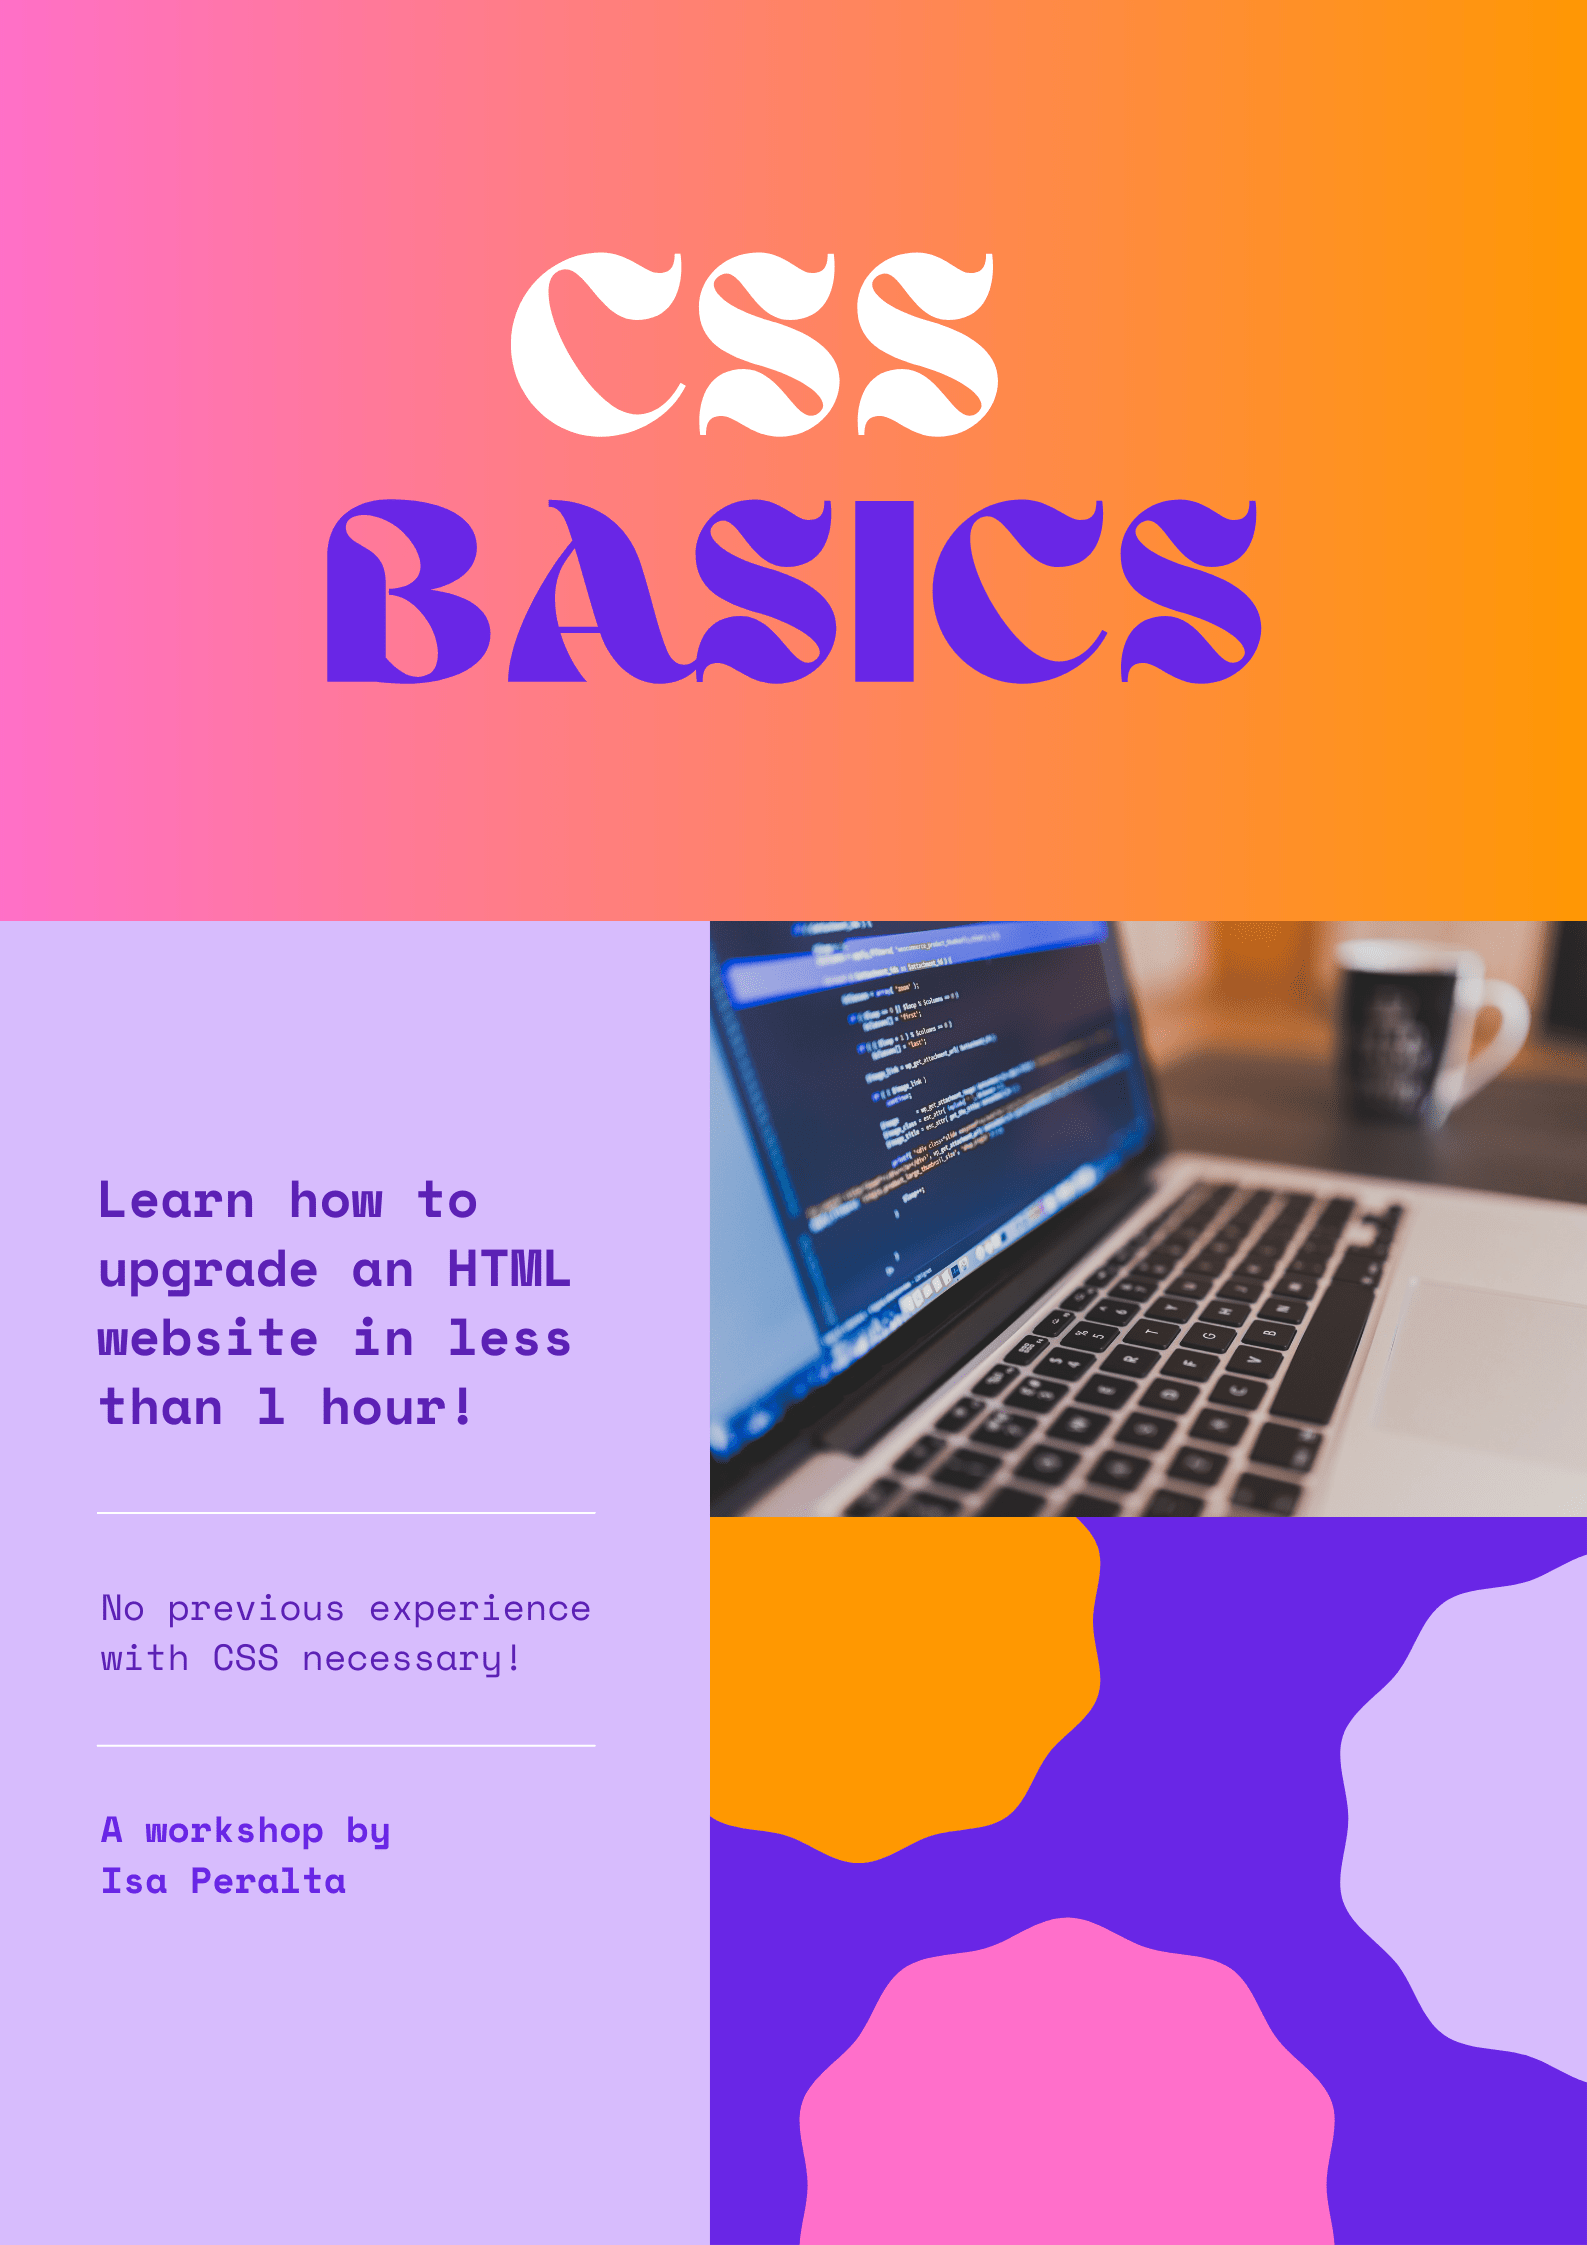 CSS
BASICS
Learn how to
upgrade an HTML
website in less
than 1 hour!
No previous experience
with CSS necessary!
A workshop by
Isa Peralta